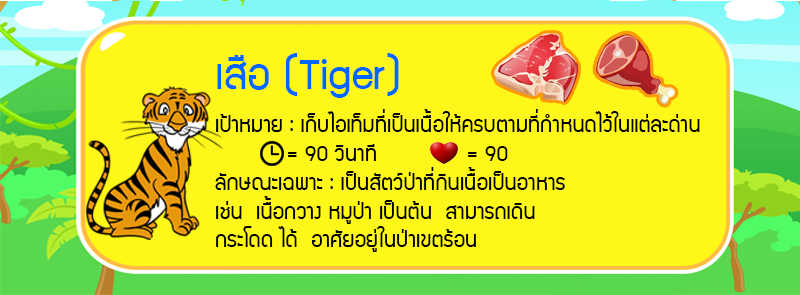 เสือ (Tiger)
เป้าหมาย : เก็บไอเท็มที่เป็นเนื้อให้ครบตามที่กำหนดไว้ในแต่ละด่าน
= 90 วินาที = 90
ลักษณะเฉพาะ : เป็นสัตว์ป่าที่กินเนื้อเป็นอาหาร
เช่น เนื้อกวาง หมูป่า เป็นต้น สามารถเดิน
กระโดด ได้ อาศัยอยู่ในป่าเขตร้อน